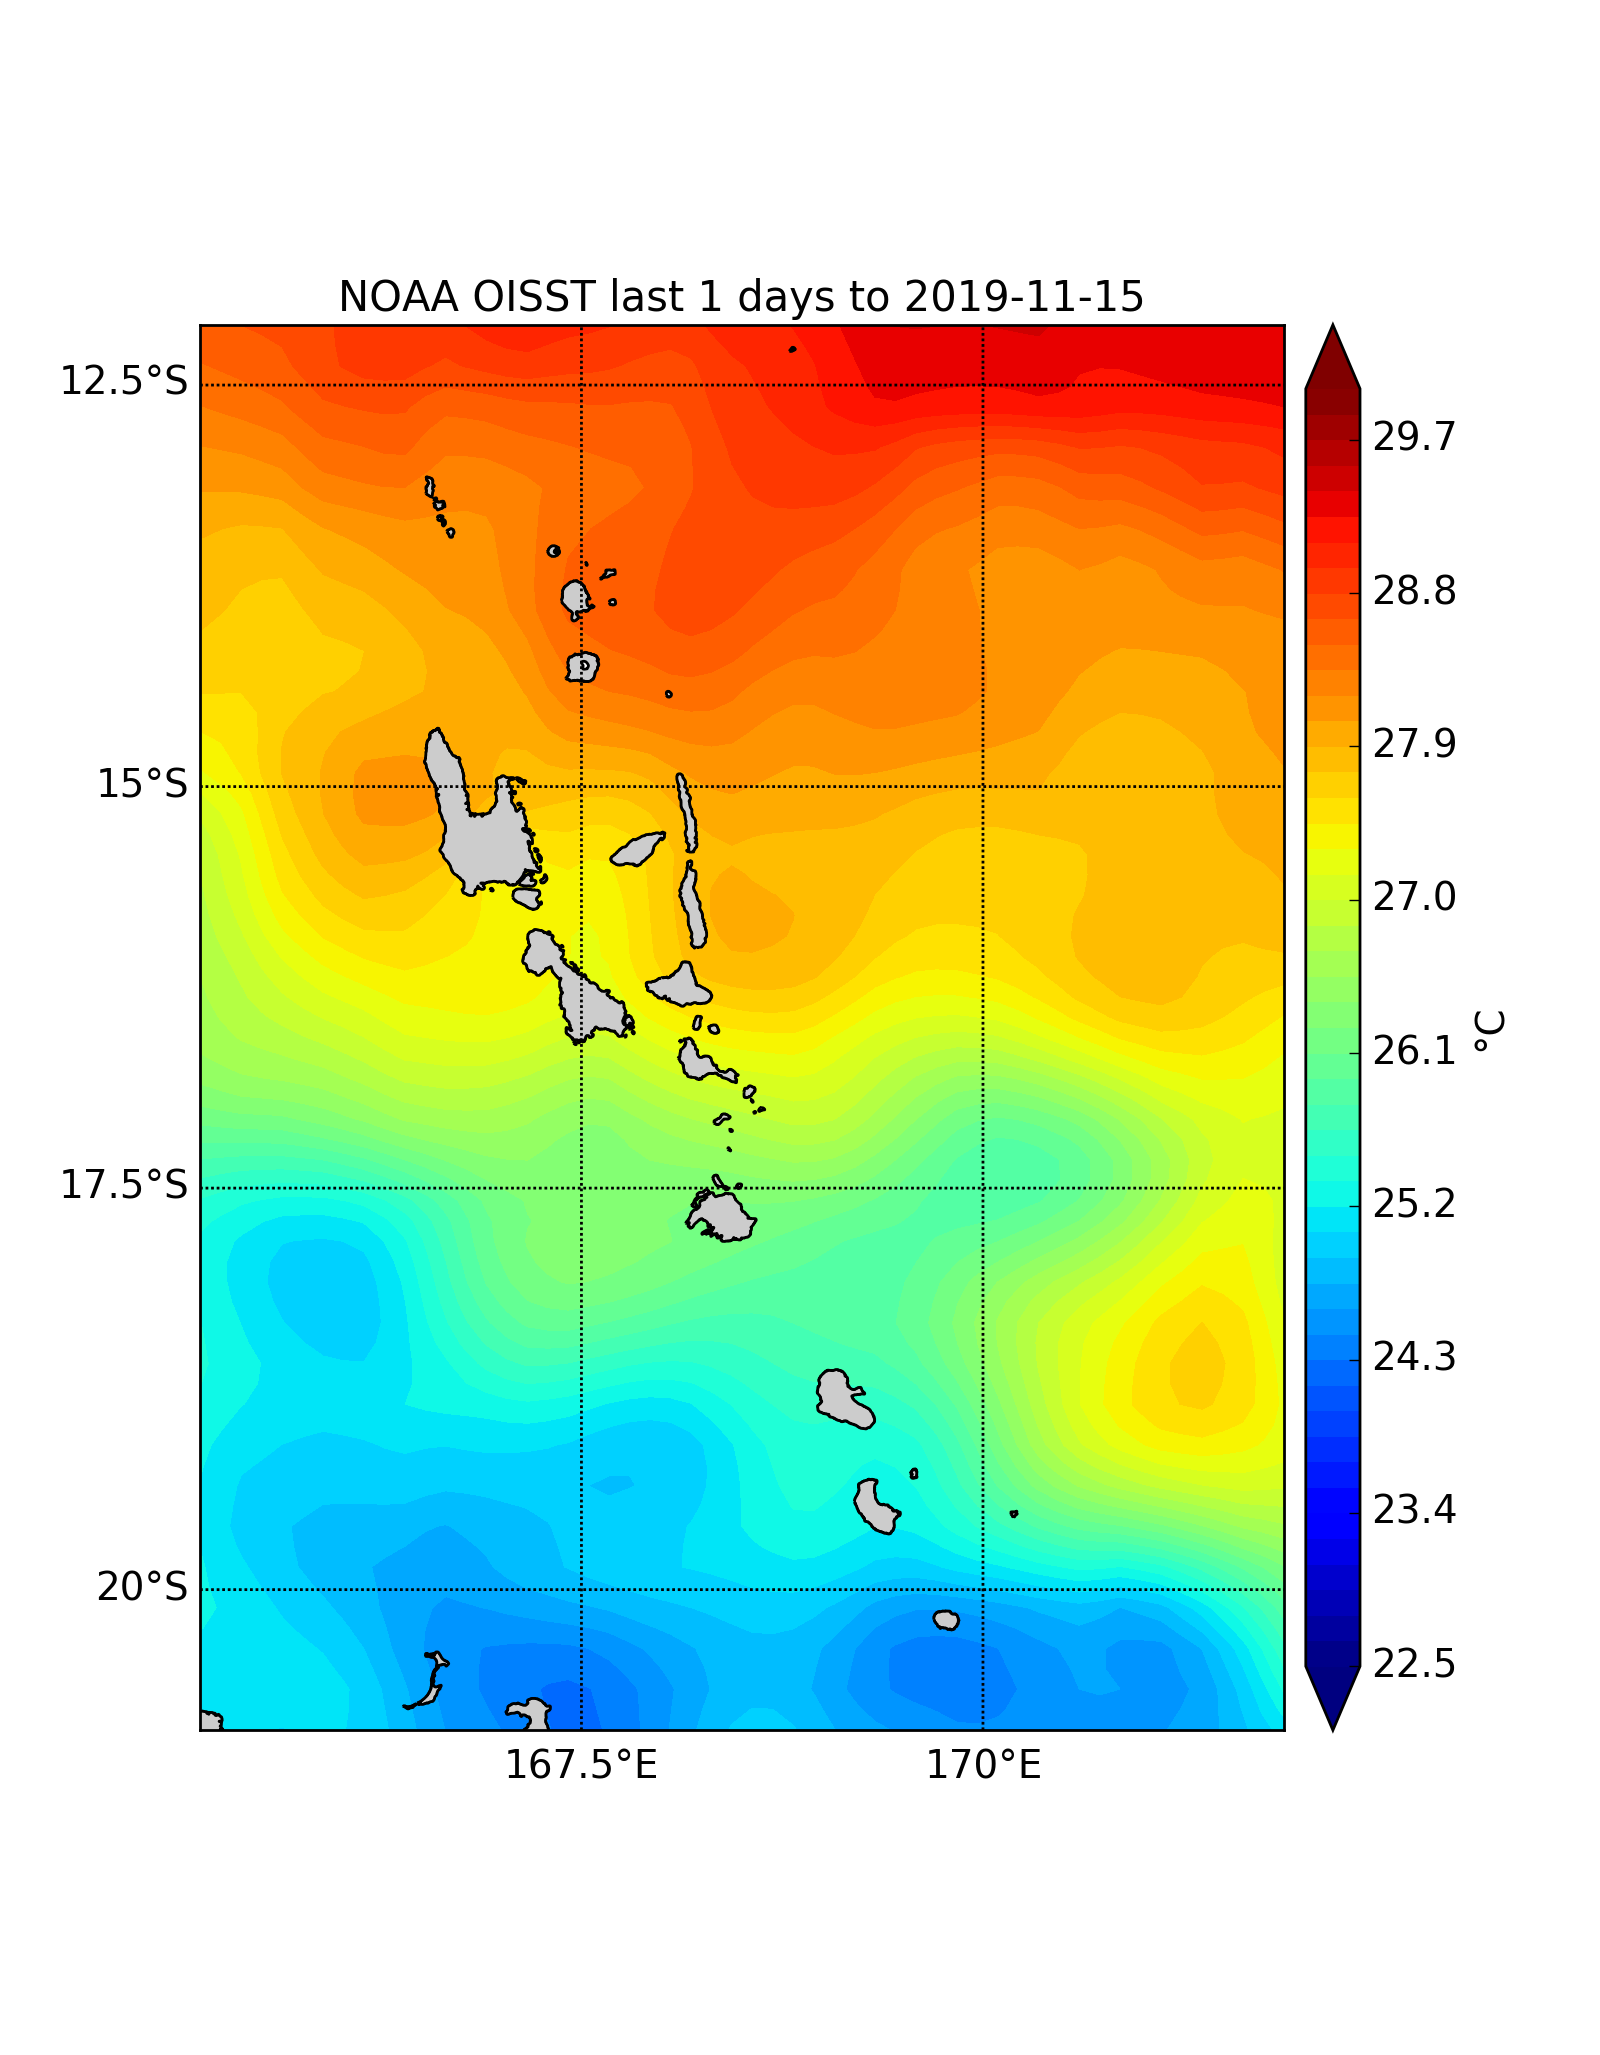 NOAA OISST last 1 days to 2019-11-15
12.5°S
15°S
17.5°S
20°S
167.5°E
170°E
29.7
28.8
27.9
27.0
26.1
25.2
24.3
23.4
22.5
°C